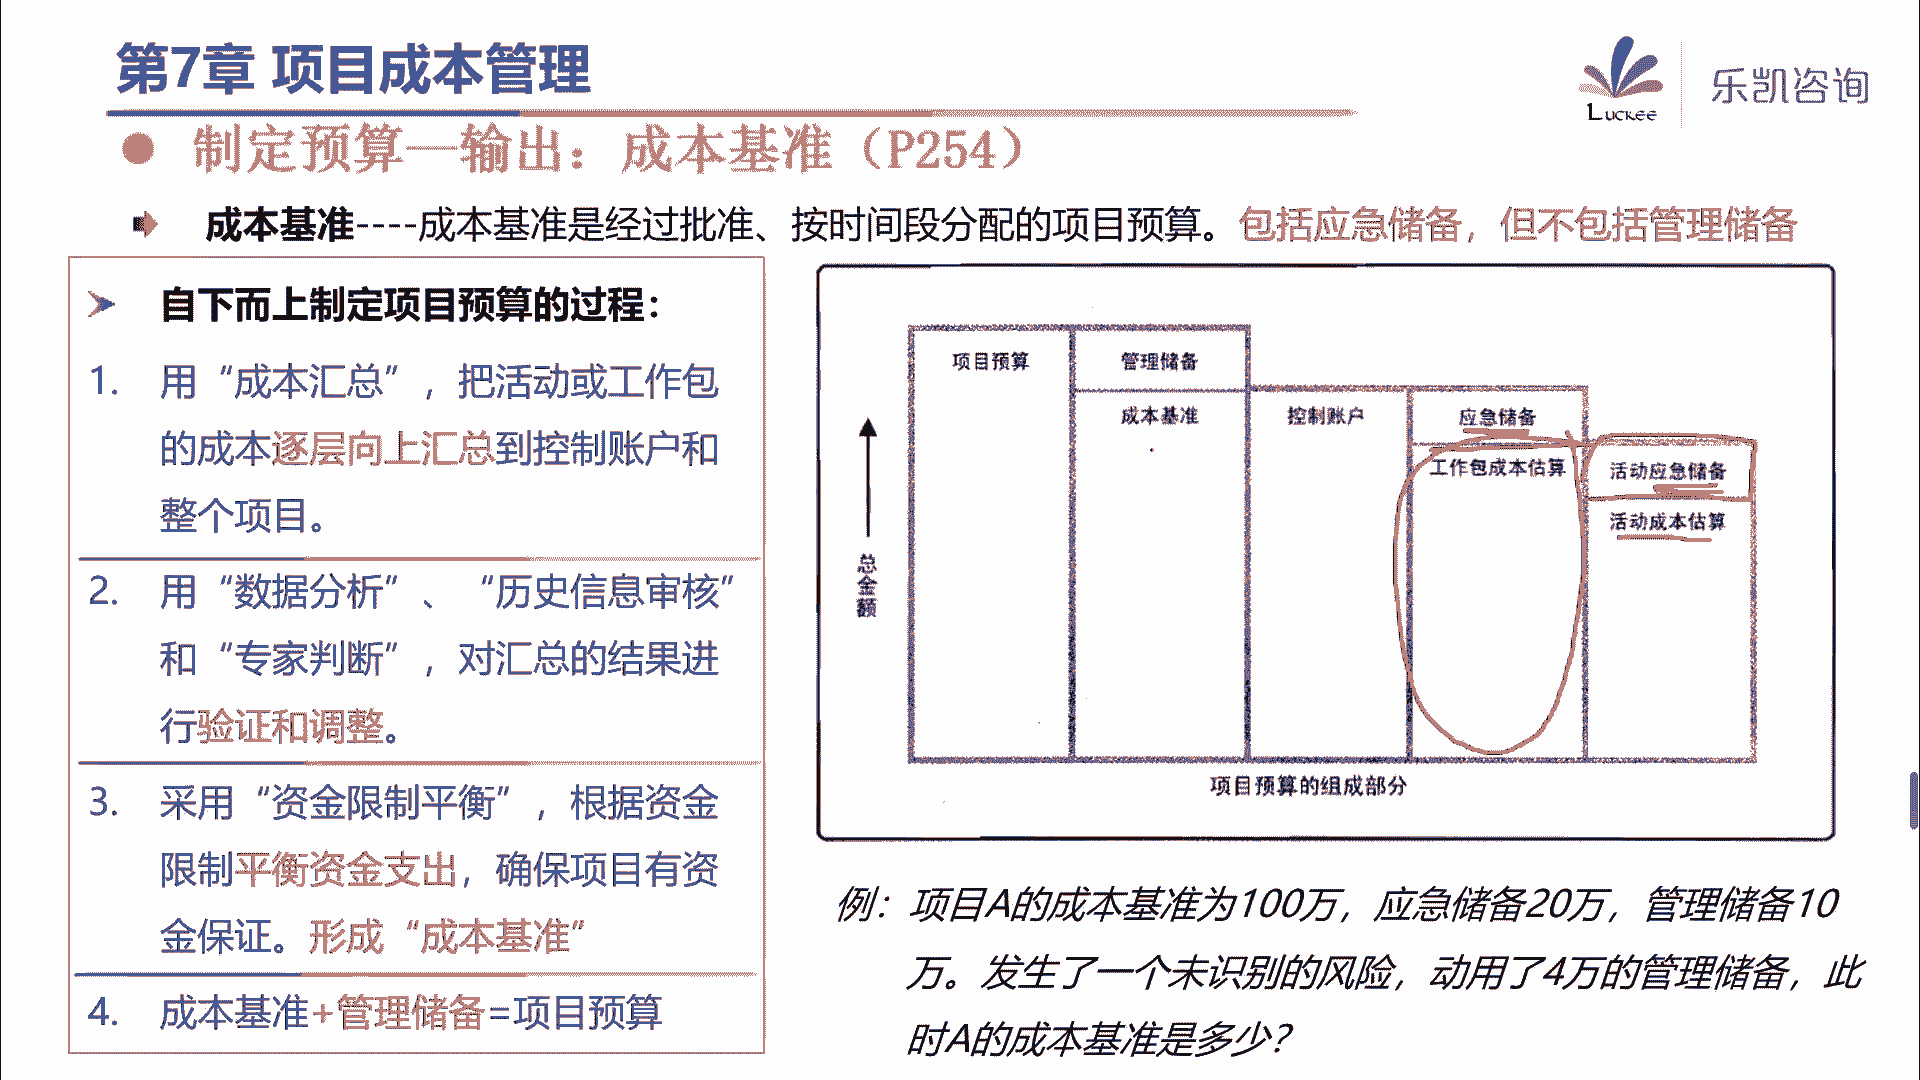 第7章 项目成本管理
Luckee
乐凯咨询
制定预算—输出：成本基准（P254）
成本基准----成本基准是经过批准、按时间段分配的项目预算。包括应急储备，但不包括管理储备
自下而上制定项目预算的过程：
1. 用“成本汇总”，把活动或工作包
的成本逐层向上汇总到控制账户和
整个项目。
2. 用“数据分析”、“历史信息审核”
和“专家判断”，对汇总的结果进
行验证和调整。
3. 采用“资金限制平衡”，根据资金
限制平衡资金支出，确保项目有资
金保证。形成“成本基准”
4. 成本基准+管理储备=项目预算
总金额
项目预算
管理储备
成本基准
控制账户
应急储备
工作包成本估算
活动应急储备
活动成本估算
项目预算的组成部分
例：项目A的成本基准为100万，应急储备20万，管理储备10
万。发生了一个未识别的风险，动用了4万的管理储备，此
时A的成本基准是多少？